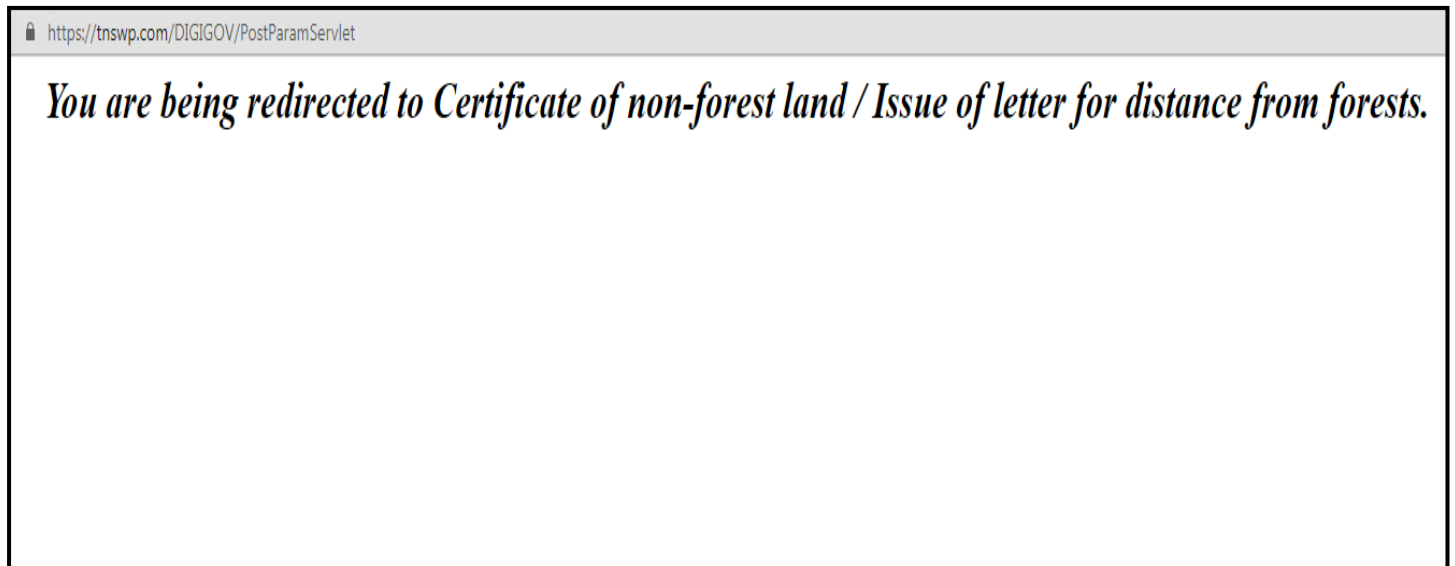 https://tnswp.com/DIGIGOV/PostParamServlet
You are being redirected to Certificate of non-forest land / Issue of letter for distance from forests.